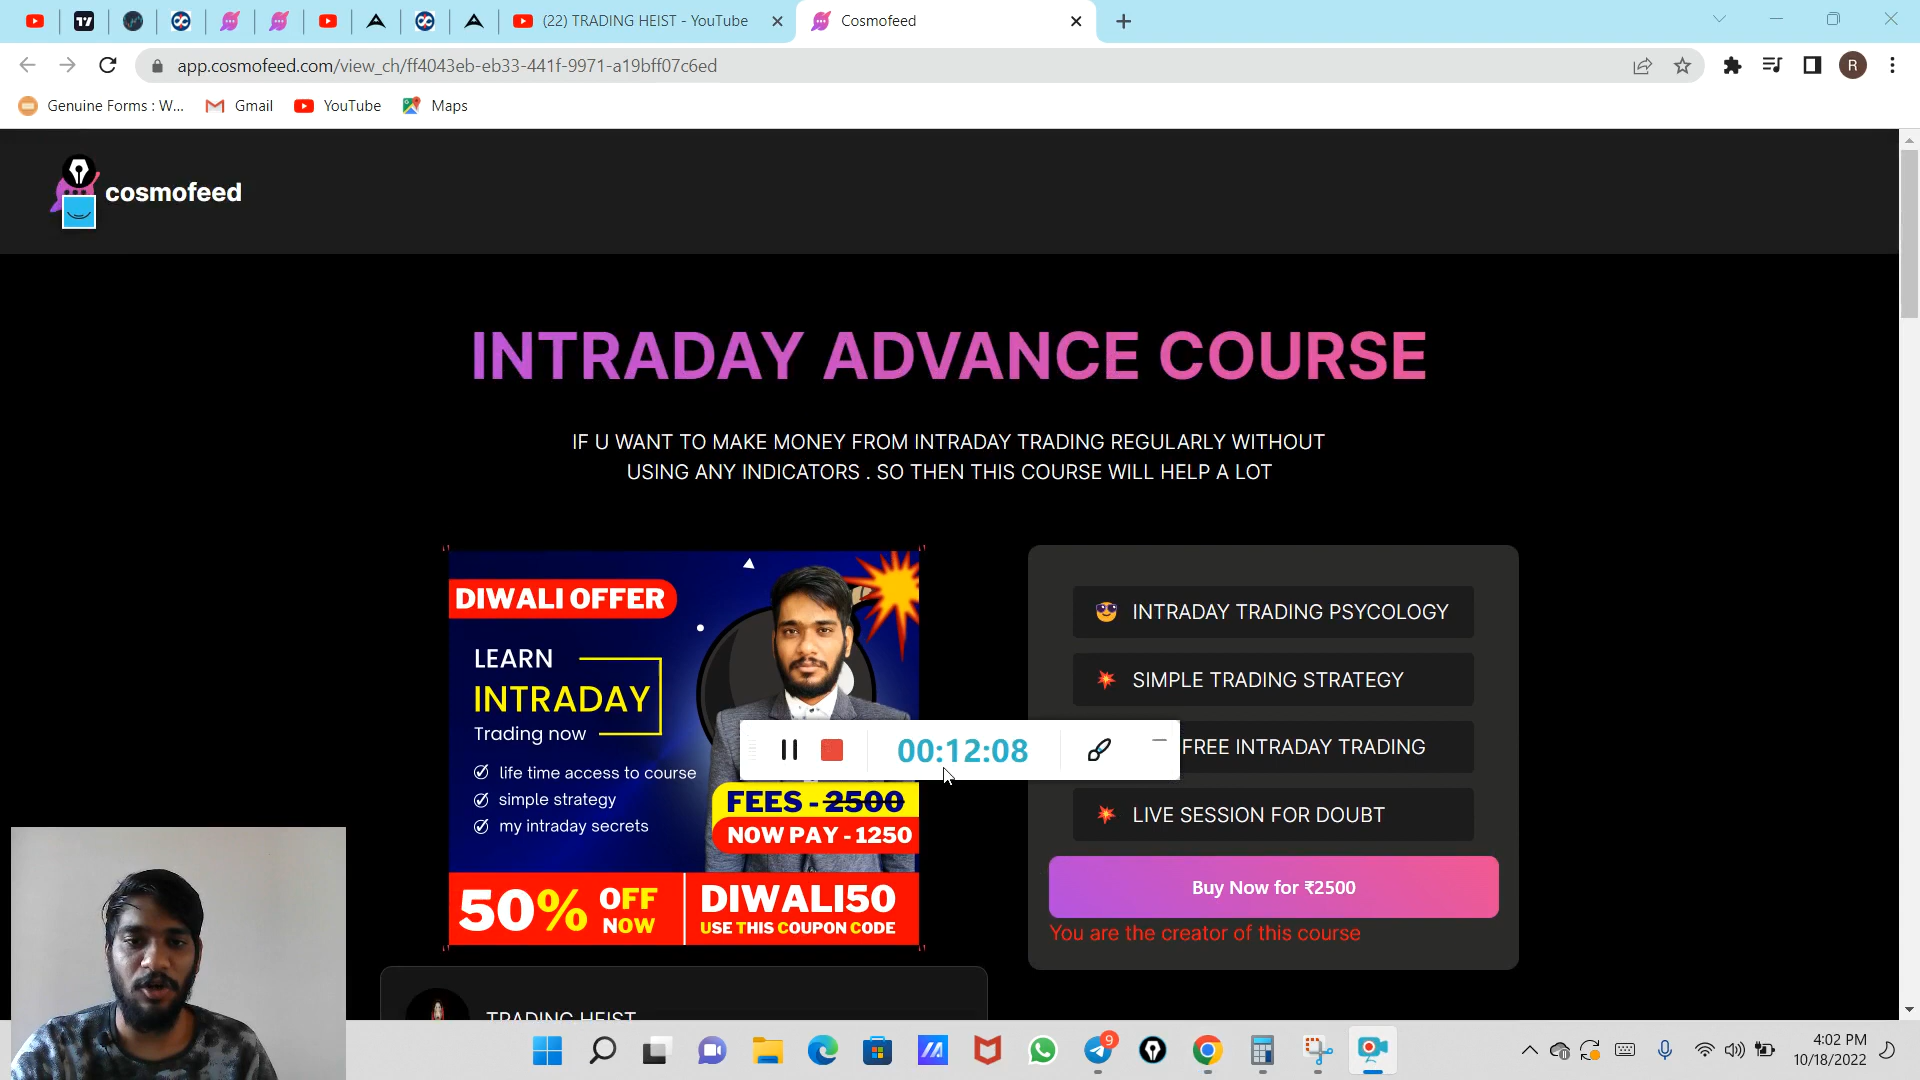 (22) TRADING HEIST - YouTube
Cosmofeed
app.cosmofeed.com/view_ch/ff4043eb-eb33-441f-9971-a19bff07c6ed
R
Genuine Forms : W...
Gmail
YouTube
Maps
cosmofeed
INTRADAY ADVANCE COURSE
IF U WANT TO MAKE MONEY FROM INTRADAY TRADING REGULARLY WITHOUT
USING ANY INDICATORS . SO THEN THIS COURSE WILL HELP A LOT
DIWALI OFFER
LEARN
INTRADAY
Trading now
life time access to course
simple strategy
my intraday secrets
FEES - 2500
NOW PAY - 1250
50% OFF NOW
DIWALI50
USE THIS COUPON CODE
INTRADAY TRADING PSYCOLOGY
SIMPLE TRADING STRATEGY
FREE INTRADAY TRADING
LIVE SESSION FOR DOUBT
Buy Now for ₹2500
You are the creator of this course
00:12:08
TRADING HEIST
9
4:02 PM
10/18/2022